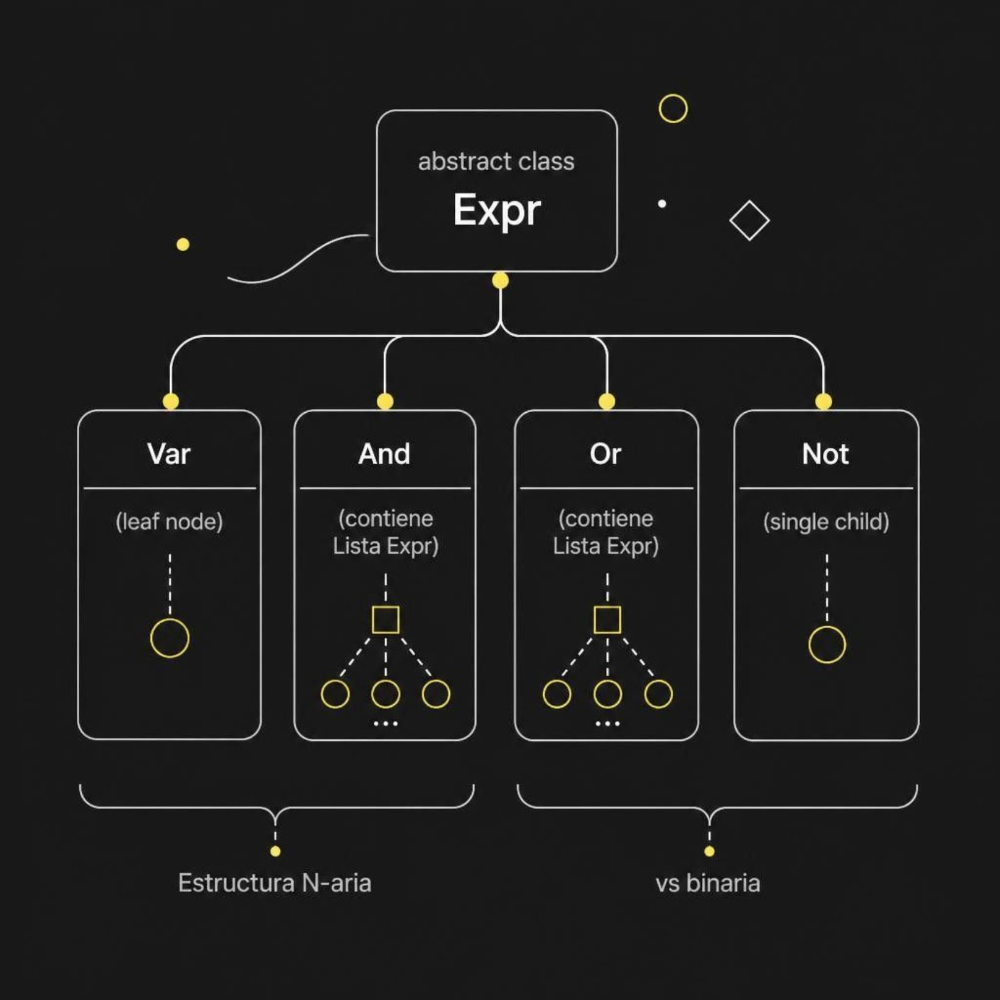 abstract class
Expr
Var
And
Or
Not
(leaf node)
(contiene
Lista Expr)
(contiene
Lista Expr)
(single child)
...
...
Estructura N-aria
vs binaria